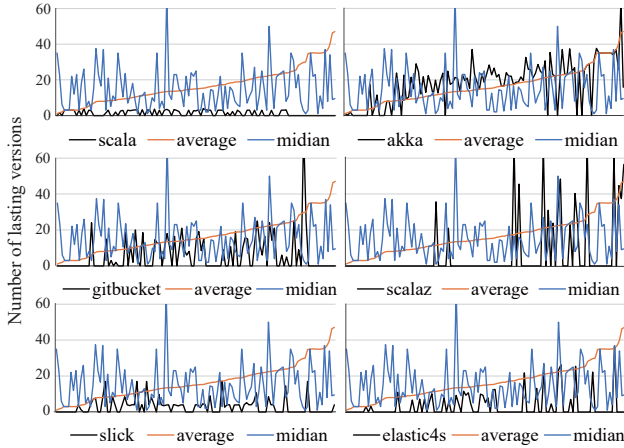 Number of lasting versions
60
40
20
0
scala average midian
akka average midian
60
40
20
0
gitbucket average midian
scalaz average midian
60
40
20
0
slick average midian
elastic4s average midian